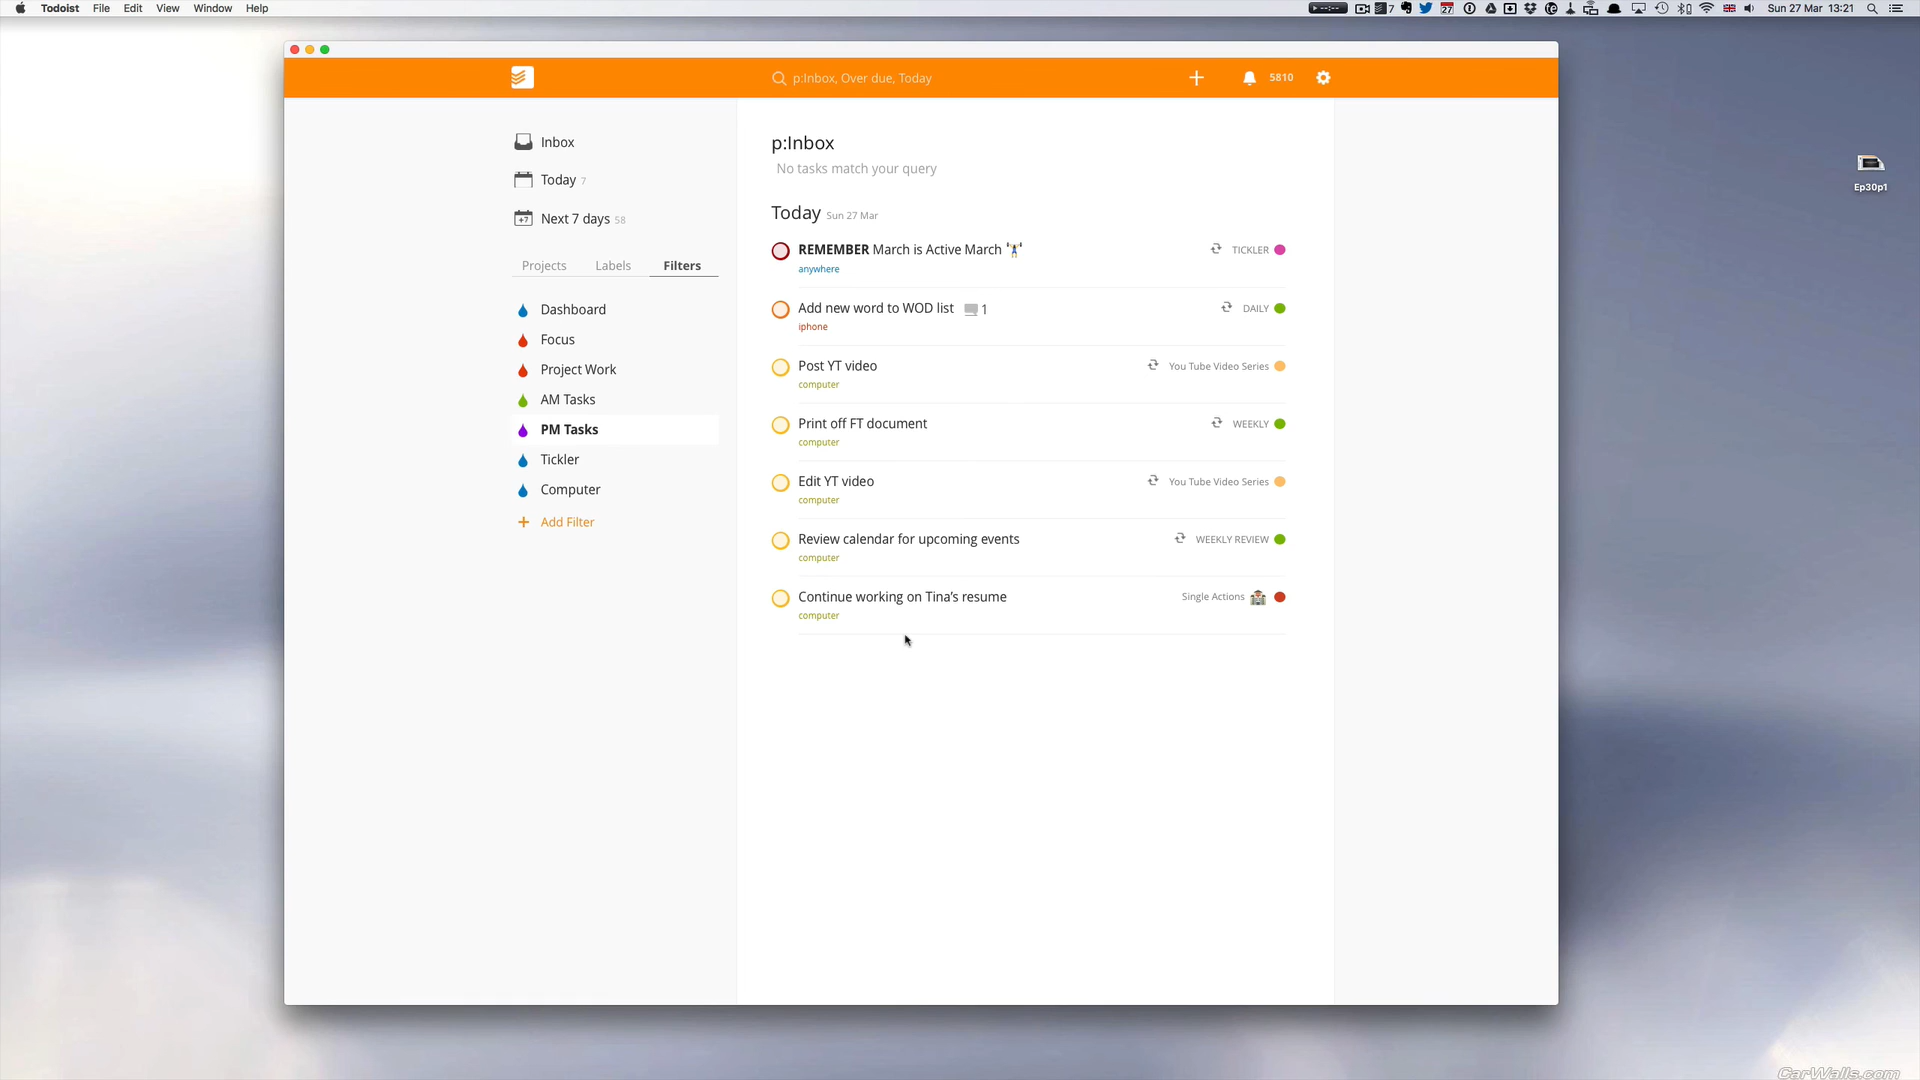 Todoist File Edit View Window Help
7 27 Sun 27 Mar 13:21
p:Inbox, Over due, Today
5810
Inbox
Today 7
+7 Next 7 days 58
Projects Labels Filters
Dashboard
Focus
Project Work
AM Tasks
PM Tasks
Tickler
Computer
+ Add Filter
p:Inbox
No tasks match your query
Today Sun 27 Mar
REMEMBER March is Active March TICKLER
anywhere
Add new word to WOD list 1 DAILY
iphone
Post YT video You Tube Video Series
computer
Print off FT document WEEKLY
computer
Edit YT video You Tube Video Series
computer
Review calendar for upcoming events WEEKLY REVIEW
computer
Continue working on Tina's resume Single Actions
computer
Ep30p1
CarWalls.com